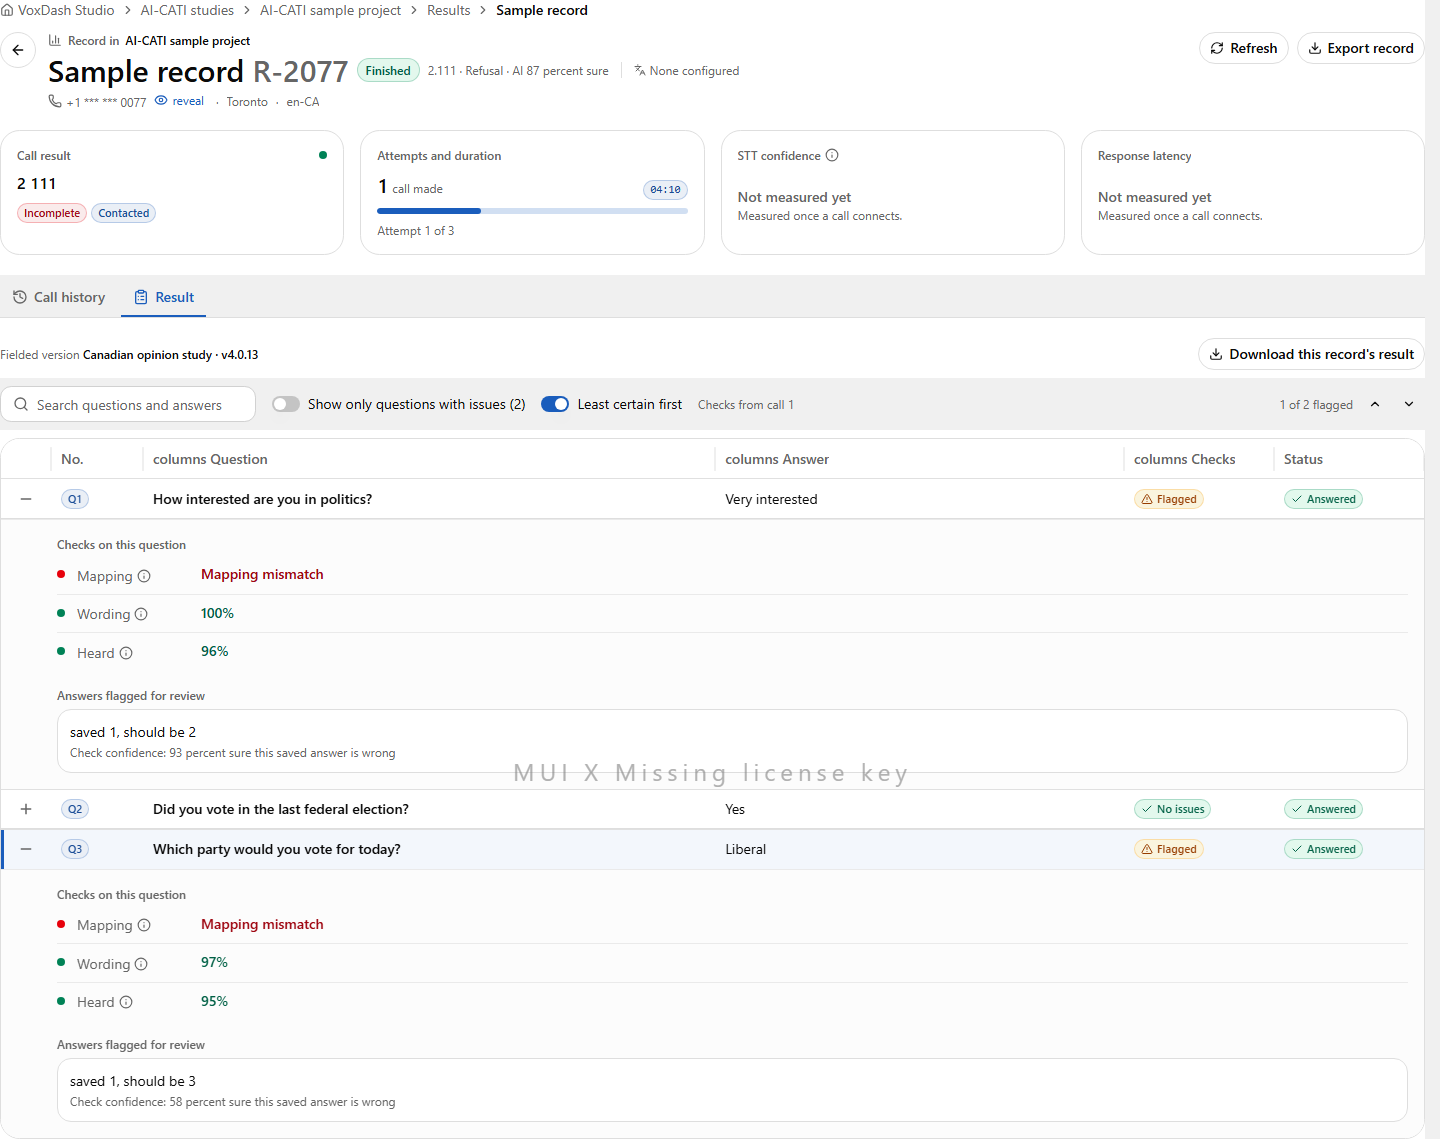 VoxDash Studio > AI-CATI studies > AI-CATI sample project > Results > Sample record
Record in AI-CATI sample project
Sample record R-2077 Finished 2.111 · Refusal · AI 87 percent sure None configured
+1 *** *** 0077 reveal · Toronto · en-CA
Refresh Export record
Call result
2 111
Incomplete Contacted
Attempts and duration
1 call made 04:10
Attempt 1 of 3
STT confidence
Not measured yet
Measured once a call connects.
Response latency
Not measured yet
Measured once a call connects.
Call history Result
Fielded version Canadian opinion study · v4.0.13 Download this record's result
Search questions and answers Show only questions with issues (2) Least certain first Checks from call 1 1 of 2 flagged
No. columns Question columns Answer columns Checks Status
Q1 How interested are you in politics? Very interested Flagged Answered
Checks on this question
Mapping Mapping mismatch
Wording 100%
Heard 96%
Answers flagged for review
saved 1, should be 2
Check confidence: 93 percent sure this saved answer is wrong
MUI X Missing license key
Q2 Did you vote in the last federal election? Yes No issues Answered
Q3 Which party would you vote for today? Liberal Flagged Answered
Checks on this question
Mapping Mapping mismatch
Wording 97%
Heard 95%
Answers flagged for review
saved 1, should be 3
Check confidence: 58 percent sure this saved answer is wrong